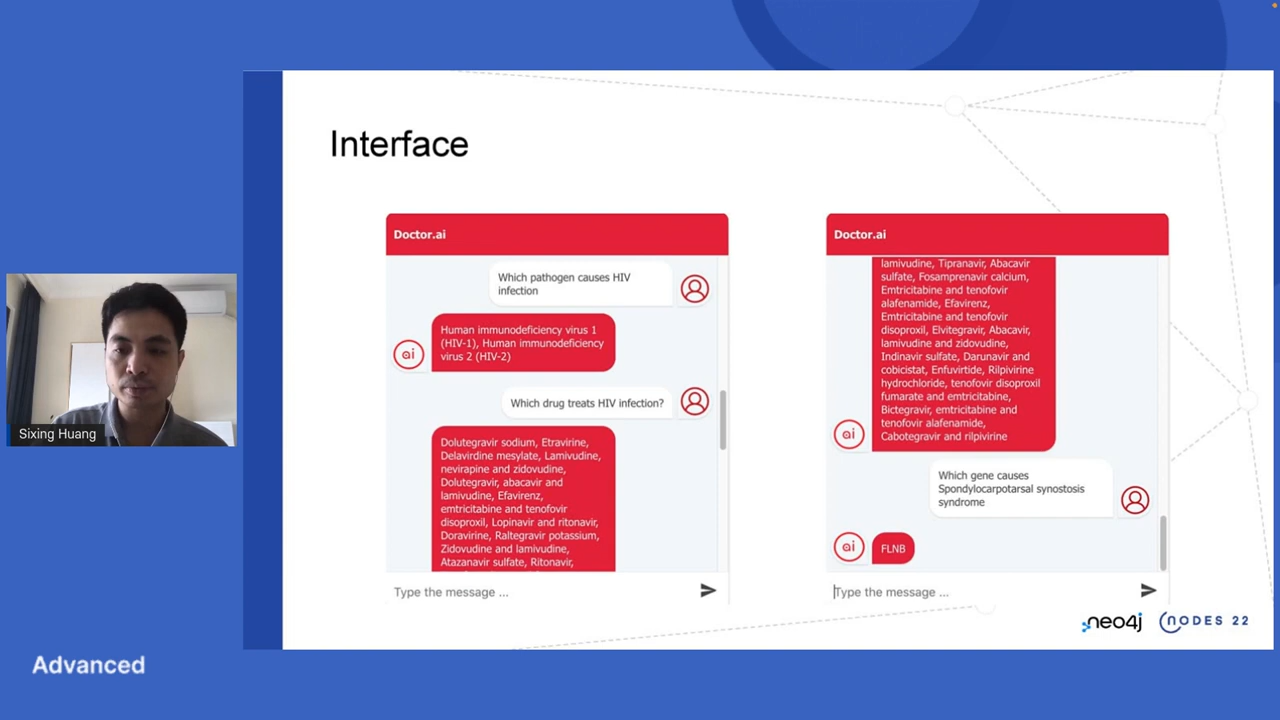 Interface
Doctor.ai
Which pathogen causes HIV
infection
ai
Human immunodeficiency virus 1
(HIV-1), Human immunodeficiency
virus 2 (HIV-2)
Which drug treats HIV infection?
Dolutegravir sodium, Etravirine,
Delavirdine mesylate, Lamivudine,
nevirapine and zidovudine,
Dolutegravir, abacavir and
lamivudine, Efavirenz,
emtricitabine and tenofovir
disoproxil, Lopinavir and ritonavir,
Doravirine, Raltegravir potassium,
Zidovudine and lamivudine,
Atazanavir sulfate, Ritonavir,
Type the message ...
Doctor.ai
lamivudine, Tipranavir, Abacavir
sulfate, Fosamprenavir calcium,
Emtricitabine and tenofovir
alafenamide, Efavirenz,
Emtricitabine and tenofovir
disoproxil, Elvitegravir, Abacavir,
lamivudine and zidovudine,
Indinavir sulfate, Darunavir and
cobicistat, Enfuvirtide, Rilpivirine
hydrochloride, tenofovir disoproxil
fumarate and emtricitabine,
Bictegravir, emtricitabine and
tenofovir alafenamide,
Cabotegravir and rilpivirine
ai
Which gene causes
Spondylocarpotarsal synostosis
syndrome
ai
FLNB
Type the message ...
Sixing Huang
neo4j
NODES 22
Advanced